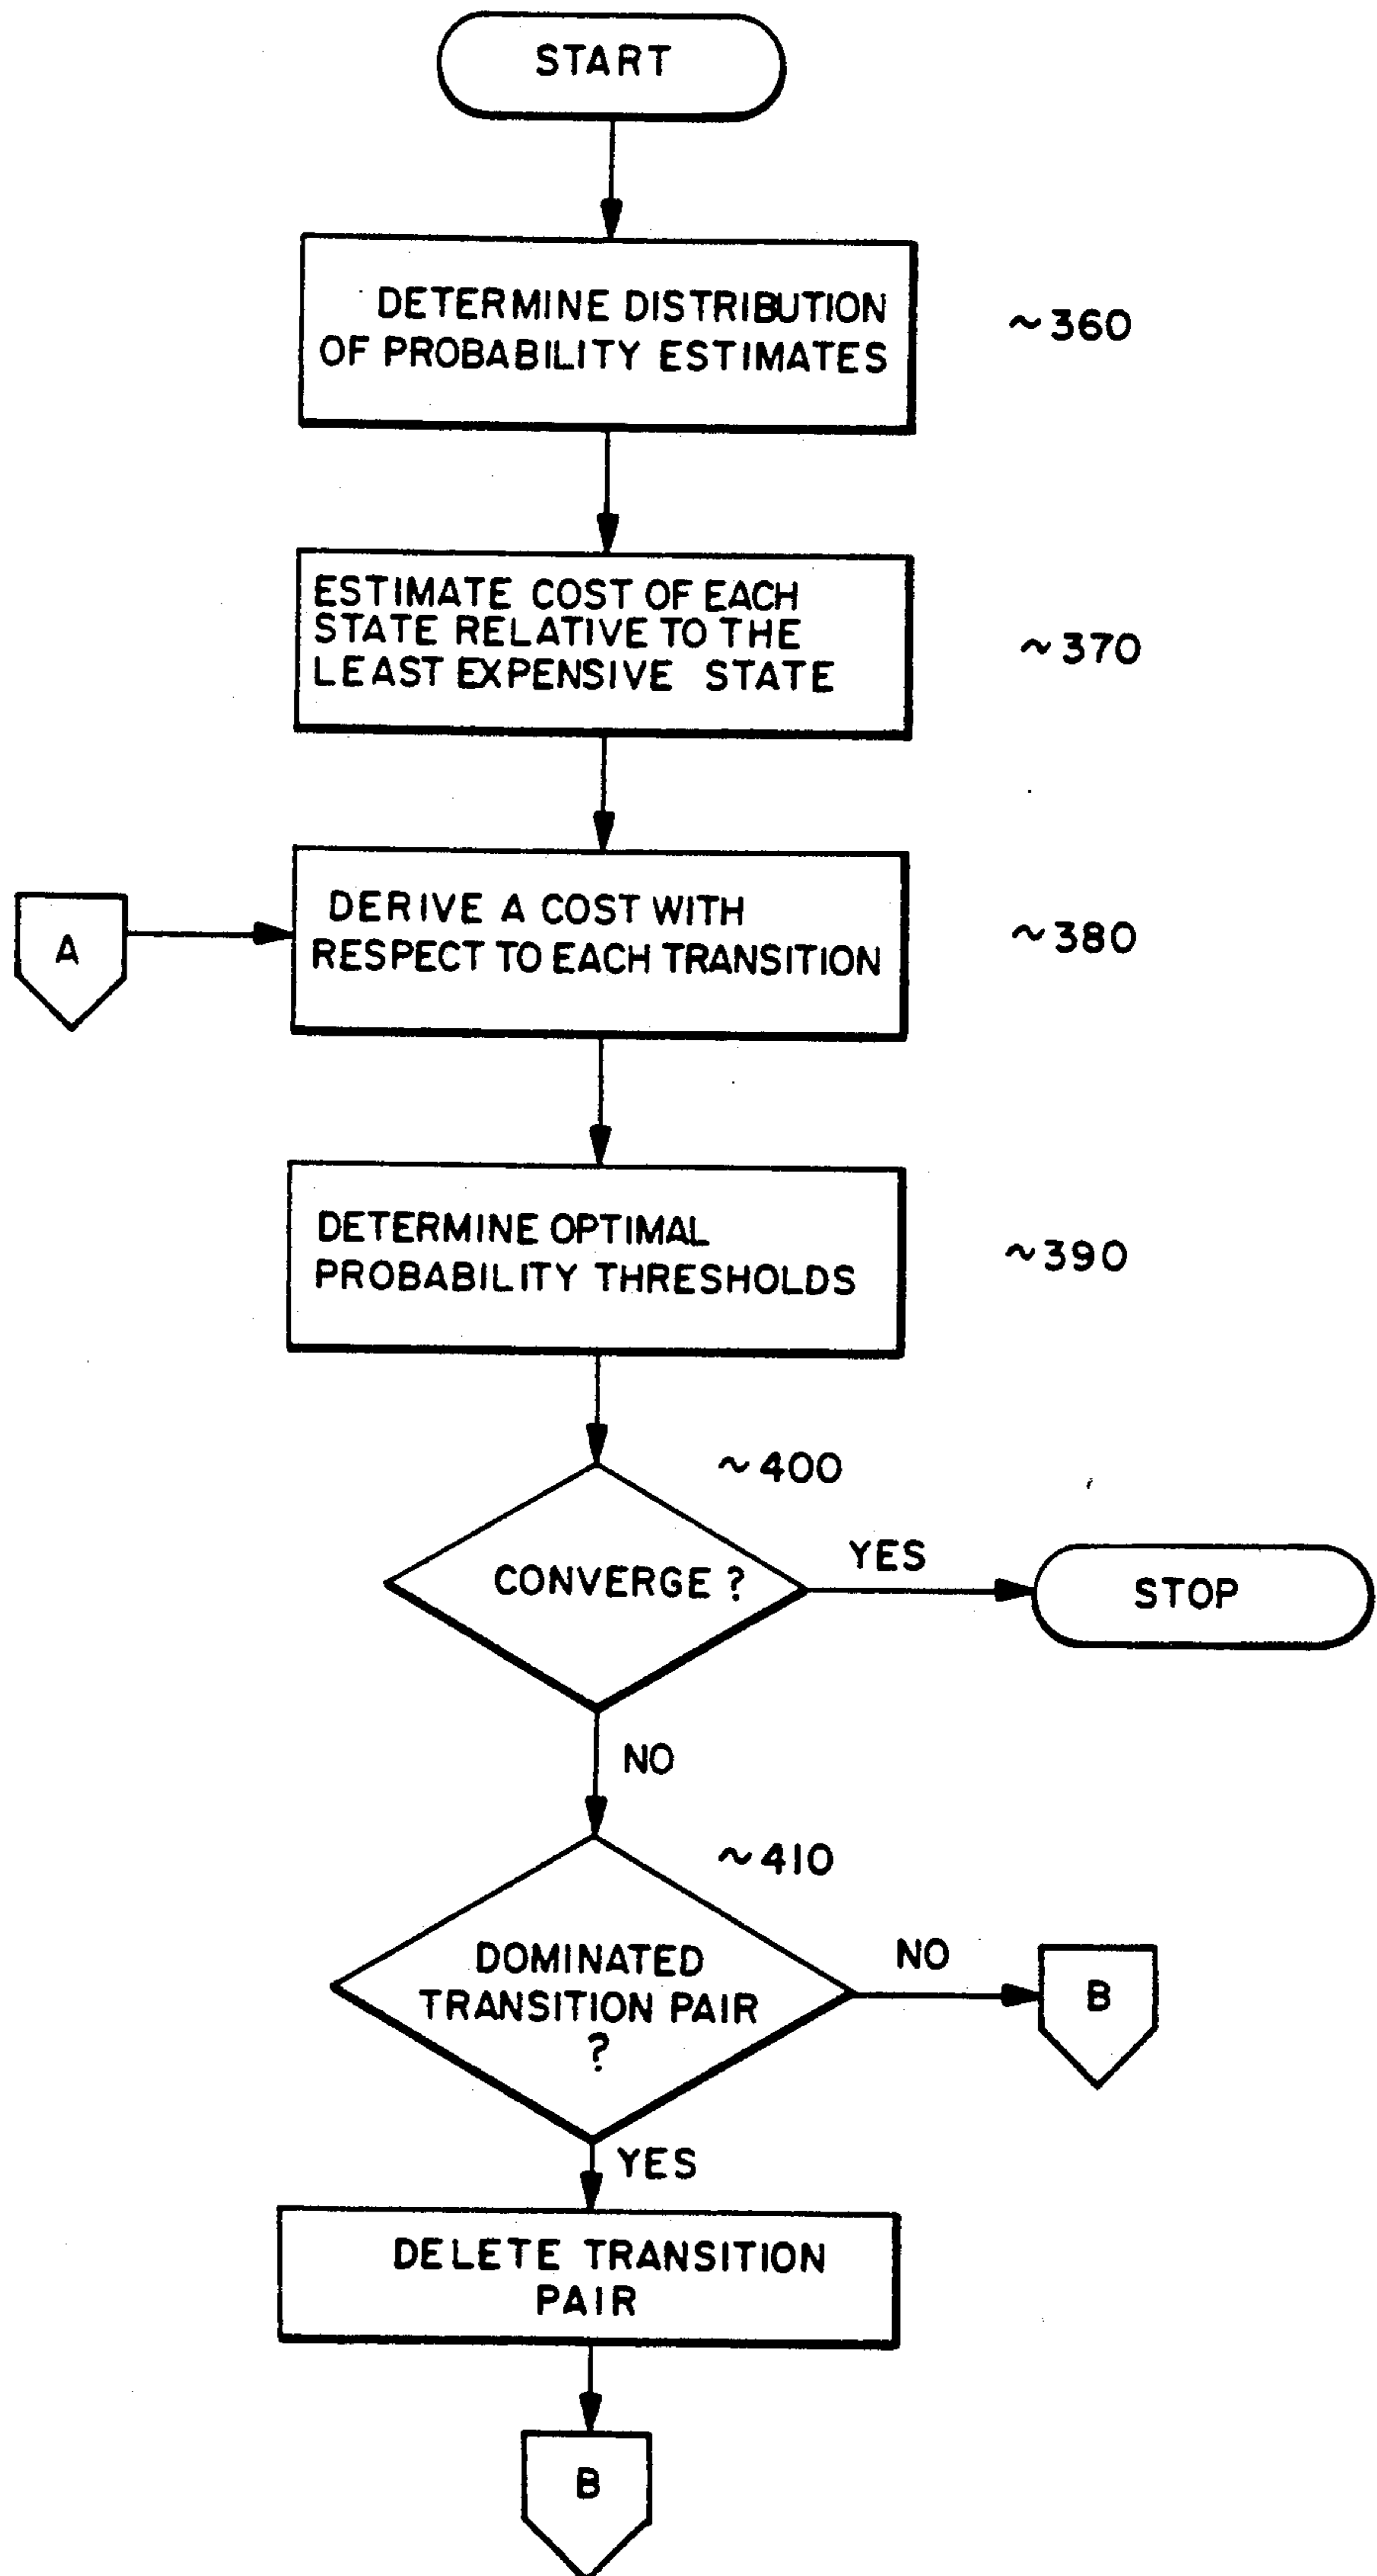 START
DETERMINE DISTRIBUTION
OF PROBABILITY ESTIMATES
~360
ESTIMATE COST OF EACH
STATE RELATIVE TO THE
LEAST EXPENSIVE STATE
~370
A
DERIVE A COST WITH
RESPECT TO EACH TRANSITION
~380
DETERMINE OPTIMAL
PROBABILITY THRESHOLDS
~390
~400
CONVERGE ?
YES
STOP
NO
~410
DOMINATED
TRANSITION PAIR
?
NO
B
YES
DELETE TRANSITION
PAIR
B